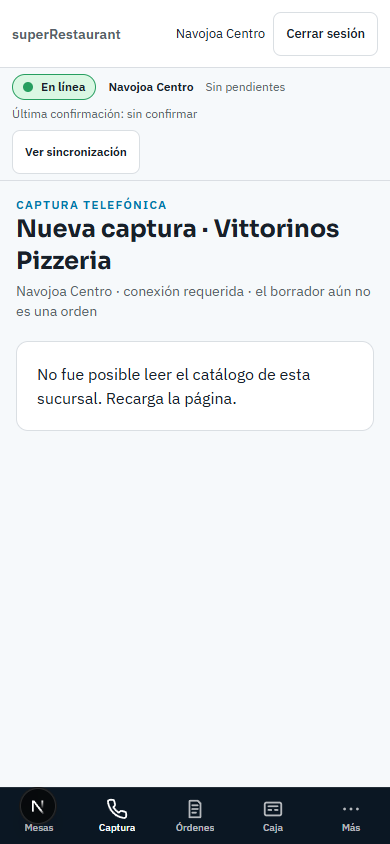 superRestaurant
Navojoa Centro
Cerrar sesión
En línea
Navojoa Centro
Sin pendientes
Última confirmación: sin confirmar
Ver sincronización
CAPTURA TELEFÓNICA
Nueva captura · Vittorinos
Pizzeria
Navojoa Centro · conexión requerida · el borrador aún no
es una orden
No fue posible leer el catálogo de esta
sucursal. Recarga la página.
N
Mesas
Captura
Órdenes
Caja
Más